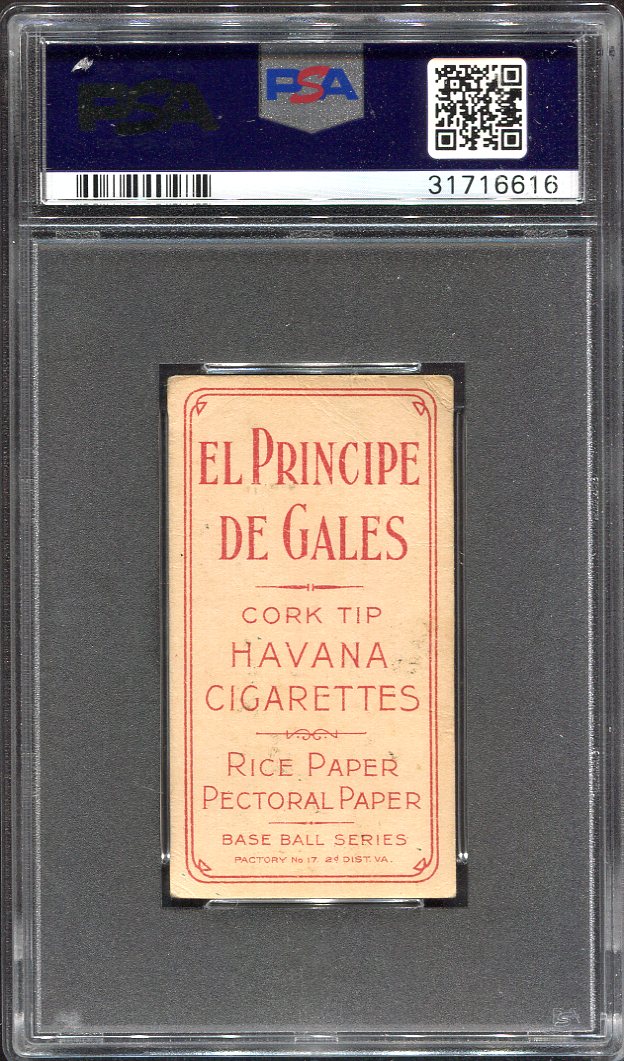 PSA
PSA
31716616
EL PRINCIPE
DE GALES
CORK TIP
HAVANA
CIGARETTES
RICE PAPER
PECTORAL PAPER
BASE BALL SERIES
FACTORY No 17 2d DIST. VA.